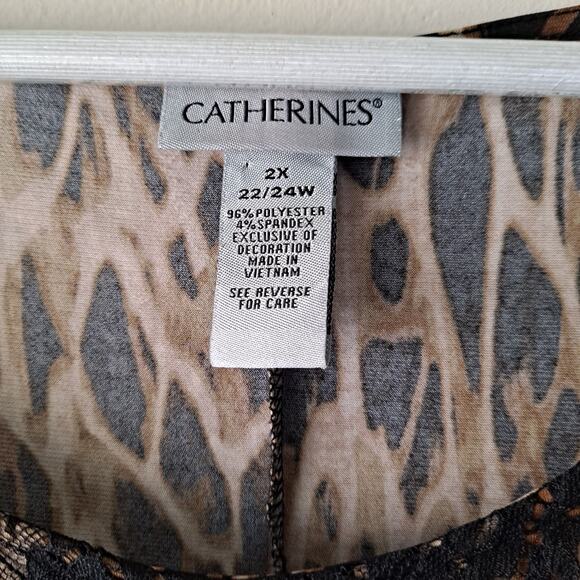 CATHERINES®
2X
22/24W
96% POLYESTER
4% SPANDEX
EXCLUSIVE OF
DECORATION
MADE IN
VIETNAM
SEE REVERSE
FOR CARE